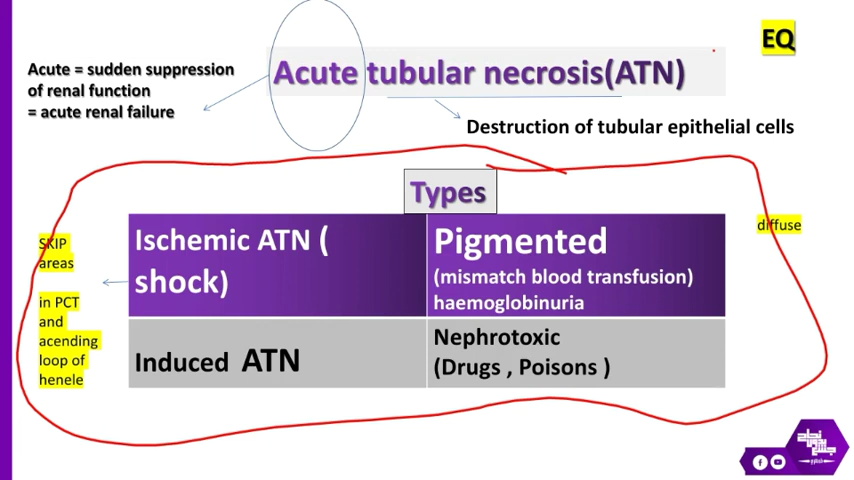 EQ
Acute = sudden suppression
of renal function
= acute renal failure
Acute tubular necrosis(ATN)
Destruction of tubular epithelial cells
Types
SKIP
areas
in PCT
and
acending
loop of
henele
Ischemic ATN (
shock)
Pigmented
(mismatch blood transfusion)
haemoglobinuria
diffuse
Induced ATN
Nephrotoxic
(Drugs , Poisons )